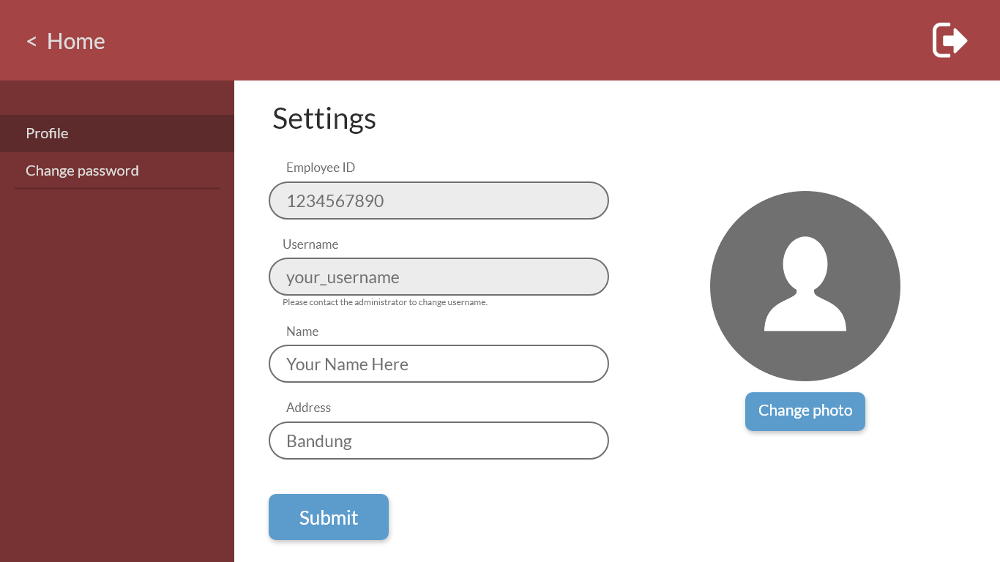 < Home
Profile
Change password
Settings
Employee ID
1234567890
Username
your_username
Please contact the administrator to change username.
Name
Your Name Here
Address
Bandung
Submit
Change photo